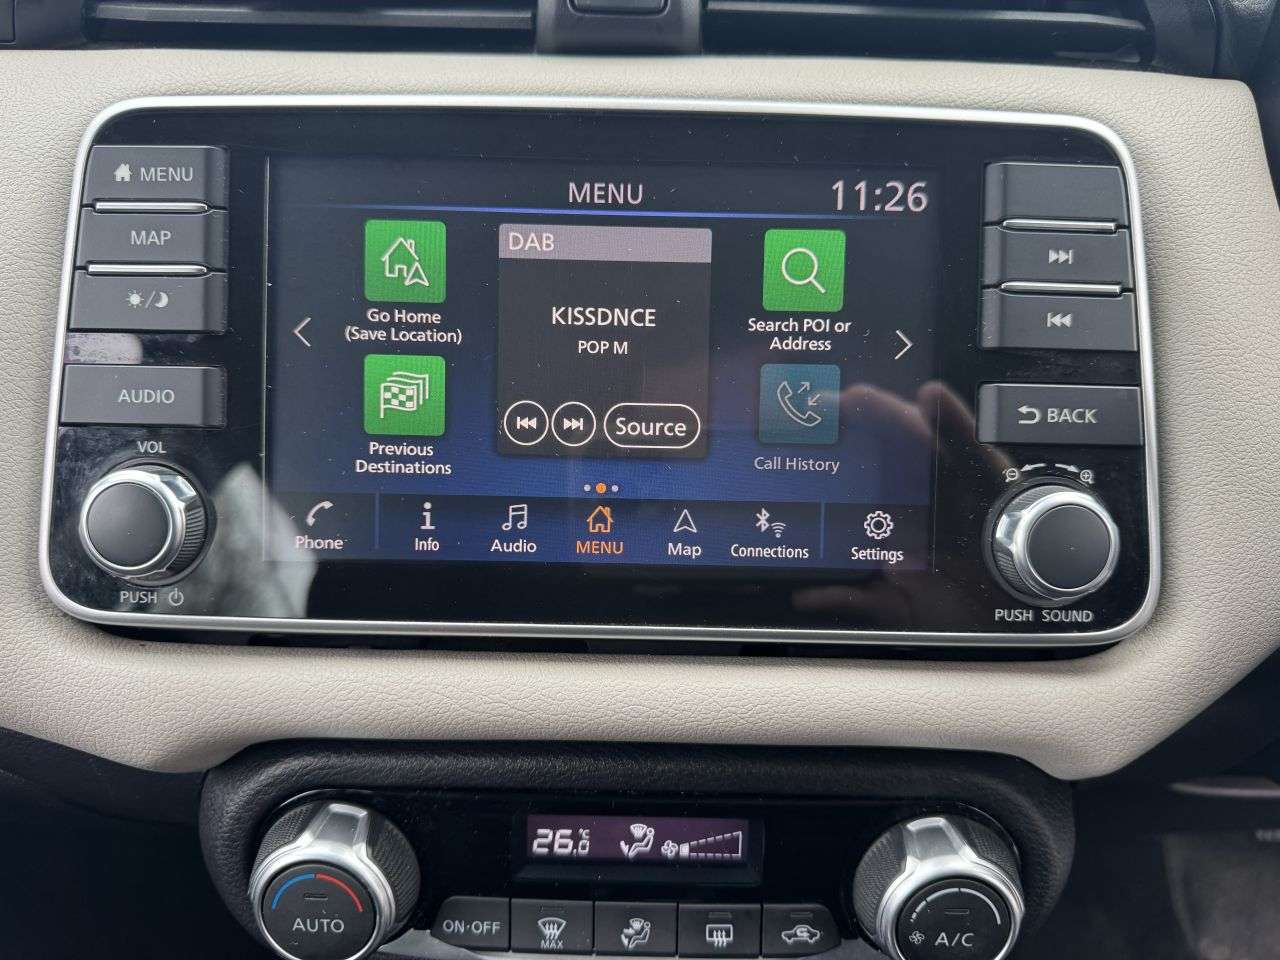 MENU
MAP
AUDIO
VOL
PUSH
MENU
11:26
Go Home
(Save Location)
Previous
Destinations
DAB
KISSDNCE
POP M
Source
Search POI or
Address
Call History
Phone
Info
Audio
MENU
Map
Connections
Settings
BACK
PUSH SOUND
26.0 °C
AUTO
ON·OFF
MAX
A/C